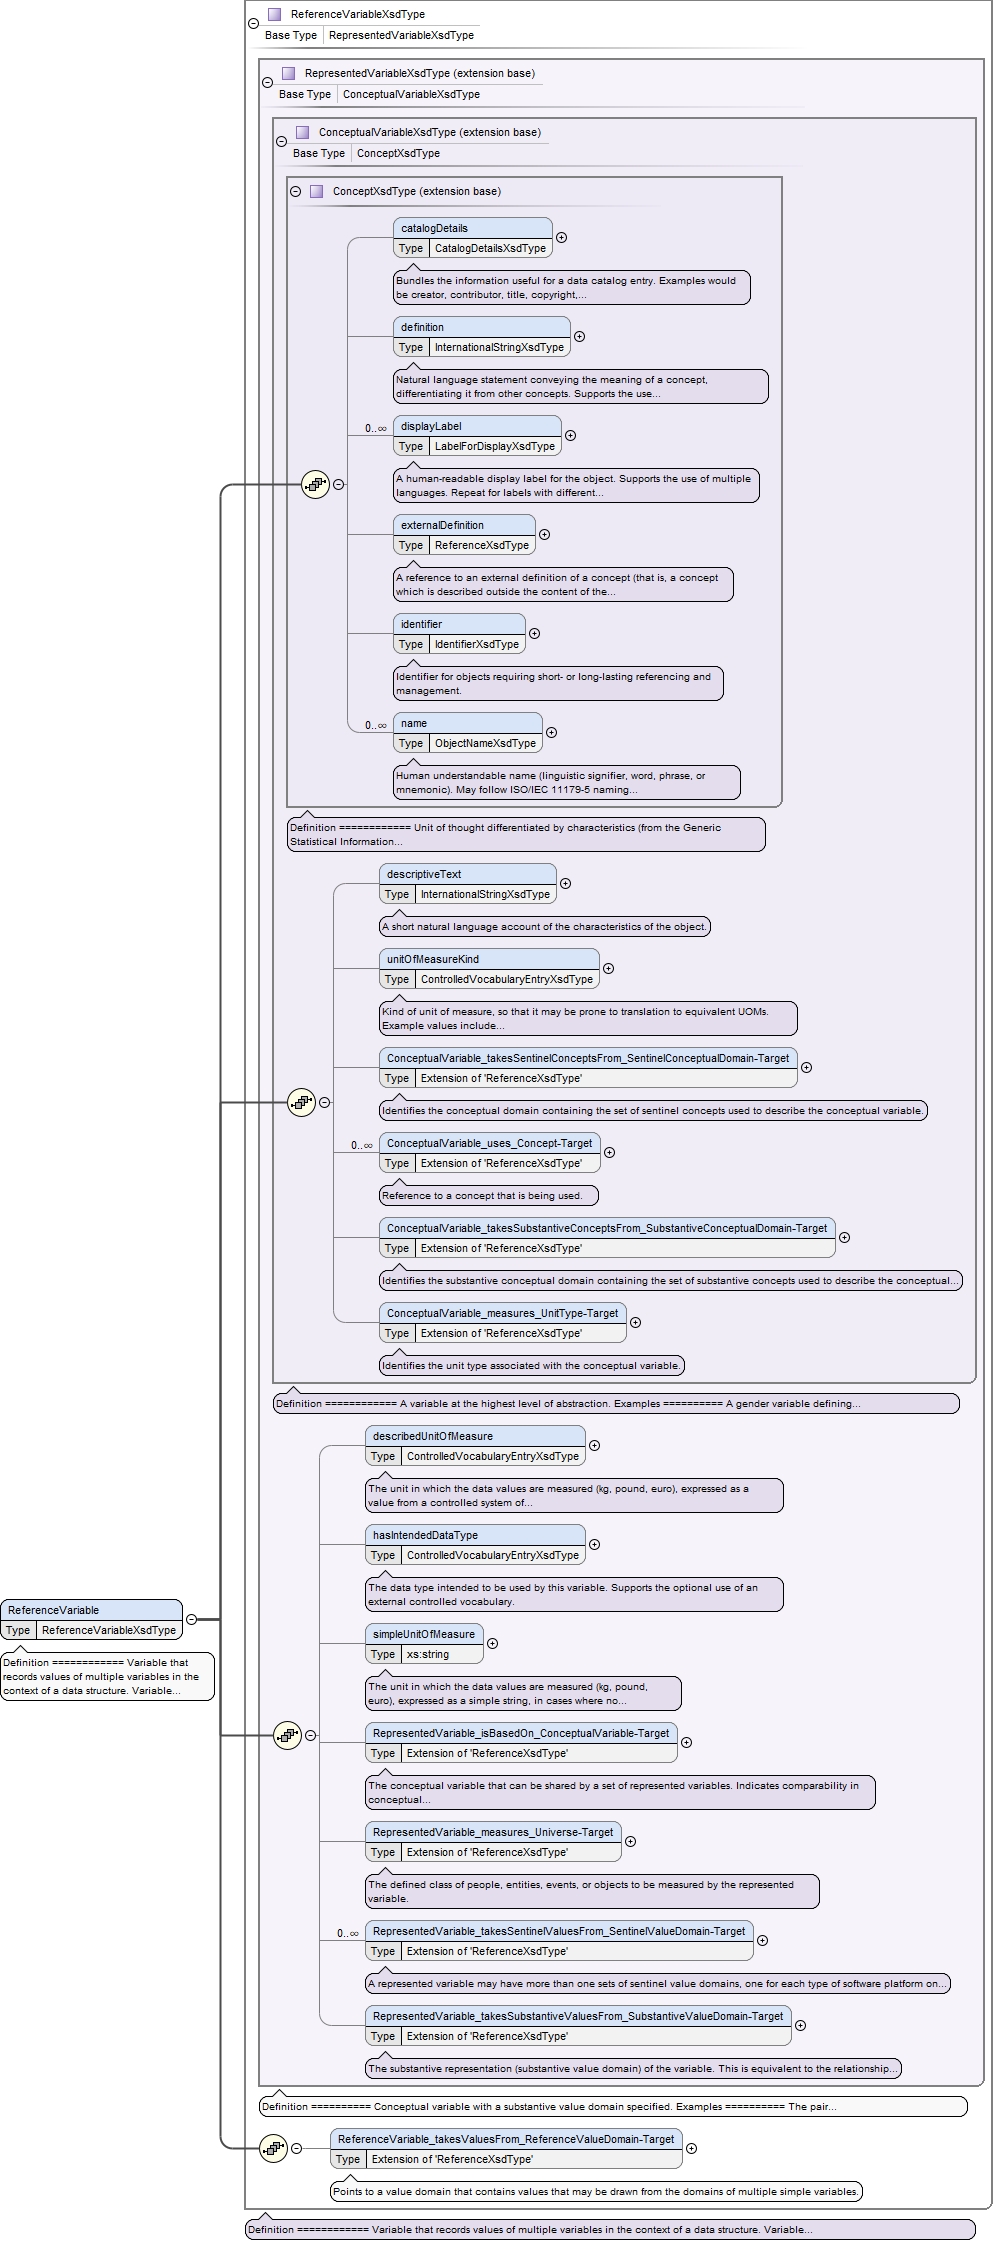 ReferenceVariableXsdType
Base Type RepresentedVariableXsdType
RepresentedVariableXsdType (extension base)
Base Type ConceptualVariableXsdType
ConceptualVariableXsdType (extension base)
Base Type ConceptXsdType
ConceptXsdType (extension base)
catalogDetails
Type CatalogDetailsXsdType
Bundles the information useful for a data catalog entry. Examples would
be creator, contributor, title, copyright,...
definition
Type InternationalStringXsdType
Natural language statement conveying the meaning of a concept,
differentiating it from other concepts. Supports the use...
0..∞ displayLabel
Type LabelForDisplayXsdType
A human-readable display label for the object. Supports the use of multiple
languages. Repeat for labels with different...
externalDefinition
Type ReferenceXsdType
A reference to an external definition of a concept (that is, a concept
which is described outside the content of the...
identifier
Type IdentifierXsdType
Identifier for objects requiring short- or long-lasting referencing and
management.
0..∞ name
Type ObjectNameXsdType
Human understandable name (linguistic signifier, word, phrase, or
mnemonic). May follow ISO/IEC 11179-5 naming...
Definition ============ Unit of thought differentiated by characteristics (from the Generic
Statistical Information...
descriptiveText
Type InternationalStringXsdType
A short natural language account of the characteristics of the object.
unitOfMeasureKind
Type ControlledVocabularyEntryXsdType
Kind of unit of measure, so that it may be prone to translation to equivalent UOMs.
Example values include...
ConceptualVariable_takesSentinelConceptsFrom_SentinelConceptualDomain-Target
Type Extension of 'ReferenceXsdType'
Identifies the conceptual domain containing the set of sentinel concepts used to describe the conceptual variable.
0..∞ ConceptualVariable_uses_Concept-Target
Type Extension of 'ReferenceXsdType'
Reference to a concept that is being used.
ConceptualVariable_takesSubstantiveConceptsFrom_SubstantiveConceptualDomain-Target
Type Extension of 'ReferenceXsdType'
Identifies the substantive conceptual domain containing the set of substantive concepts used to describe the conceptual...
ConceptualVariable_measures_UnitType-Target
Type Extension of 'ReferenceXsdType'
Identifies the unit type associated with the conceptual variable.
Definition ============ A variable at the highest level of abstraction. Examples ========== A gender variable defining...
describedUnitOfMeasure
Type ControlledVocabularyEntryXsdType
The unit in which the data values are measured (kg, pound, euro), expressed as a
value from a controlled system of...
hasIntendedDataType
Type ControlledVocabularyEntryXsdType
The data type intended to be used by this variable. Supports the optional use of an
external controlled vocabulary.
ReferenceVariable
Type ReferenceVariableXsdType
Definition ============ Variable that
records values of multiple variables in the
context of a data structure. Variable...
simpleUnitOfMeasure
Type xs:string
The unit in which the data values are measured (kg, pound,
euro), expressed as a simple string, in cases where no...
RepresentedVariable_isBasedOn_ConceptualVariable-Target
Type Extension of 'ReferenceXsdType'
The conceptual variable that can be shared by a set of represented variables. Indicates comparability in
conceptual...
RepresentedVariable_measures_Universe-Target
Type Extension of 'ReferenceXsdType'
The defined class of people, entities, events, or objects to be measured by the represented
variable.
0..∞ RepresentedVariable_takesSentinelValuesFrom_SentinelValueDomain-Target
Type Extension of 'ReferenceXsdType'
A represented variable may have more than one sets of sentinel value domains, one for each type of software platform on...
RepresentedVariable_takesSubstantiveValuesFrom_SubstantiveValueDomain-Target
Type Extension of 'ReferenceXsdType'
The substantive representation (substantive value domain) of the variable. This is equivalent to the relationship...
Definition ========== Conceptual variable with a substantive value domain specified. Examples ========== The pair...
ReferenceVariable_takesValuesFrom_ReferenceValueDomain-Target
Type Extension of 'ReferenceXsdType'
Points to a value domain that contains values that may be drawn from the domains of multiple simple variables.
Definition ============ Variable that records values of multiple variables in the context of a data structure. Variable...